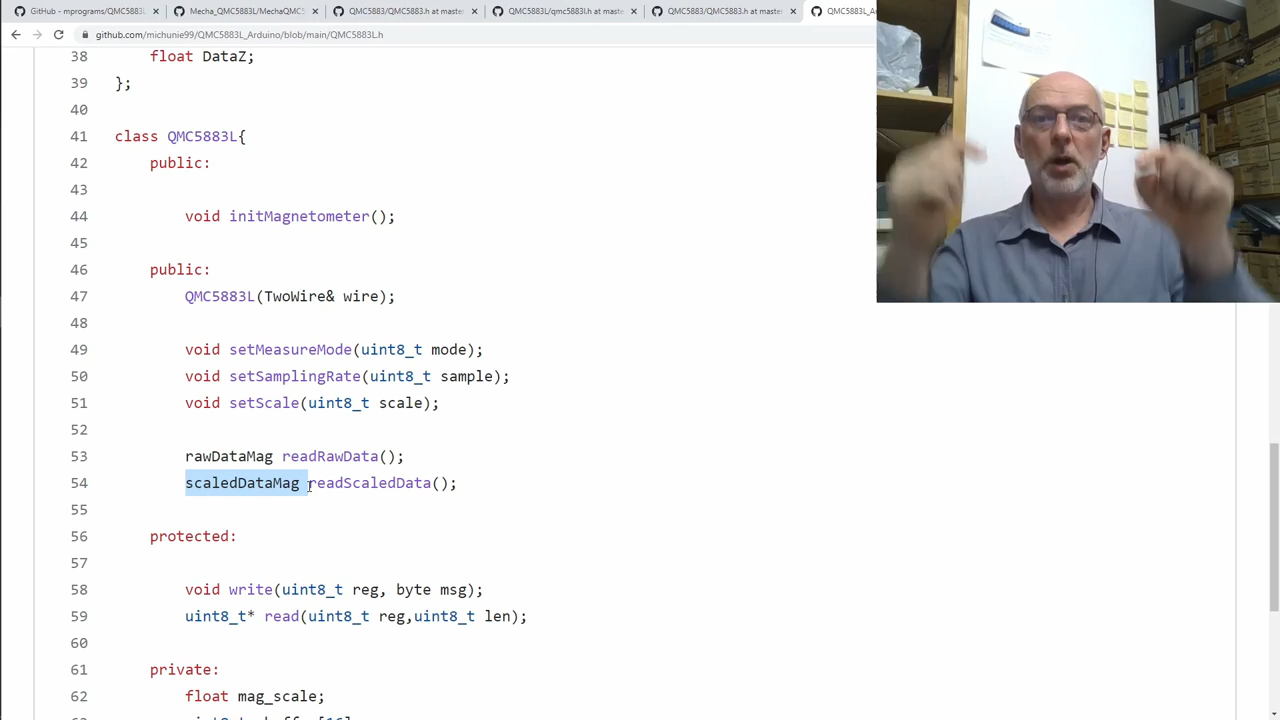 GitHub - mprograms/QMC5883L
Mecha_QMC5883L/MechaQMC5
QMC5883/QMC5883.h at master
QMC5883L/qmc5883l.h at master
QMC5883/QMC5883.h at master
QMC5883L_Ar
github.com/michunie99/QMC5883L_Arduino/blob/main/QMC5883L.h
38 float DataZ;
39 };
40
41 class QMC5883L{
42 public:
43
44 void initMagnetometer();
45
46 public:
47 QMC5883L(TwoWire& wire);
48
49 void setMeasureMode(uint8_t mode);
50 void setSamplingRate(uint8_t sample);
51 void setScale(uint8_t scale);
52
53 rawDataMag readRawData();
54 scaledDataMag readScaledData();
55
56 protected:
57
58 void write(uint8_t reg, byte msg);
59 uint8_t* read(uint8_t reg,uint8_t len);
60
61 private:
62 float mag_scale;